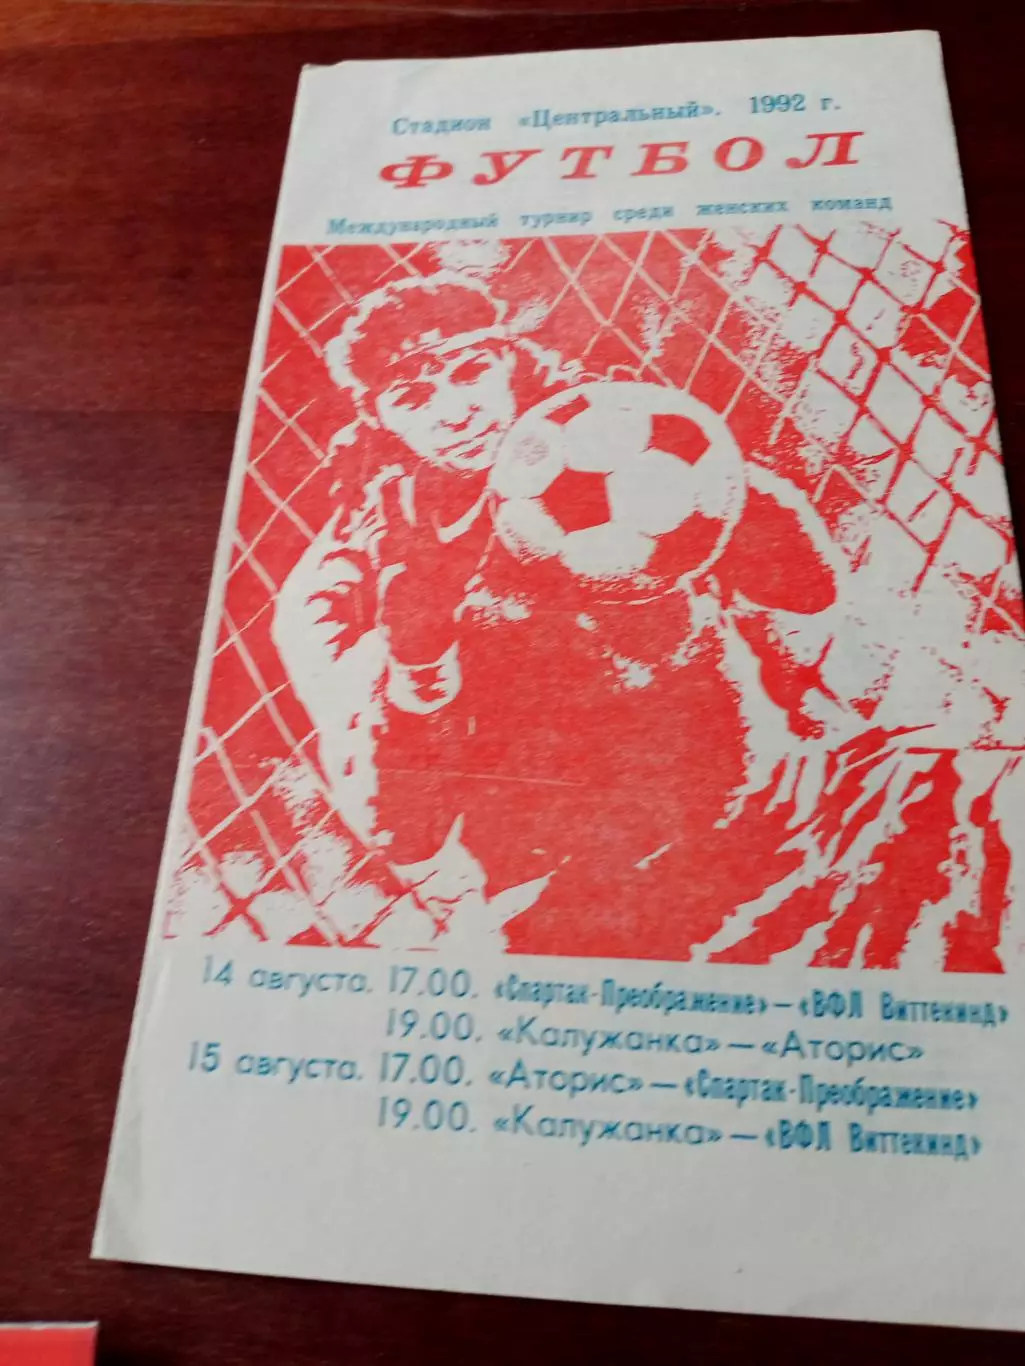 Стадион «Центральный». 1992 г.
ФУТБОЛ
Международный турнир среди женских команд
14 августа. 17.00. «Спартак-Преображение» — «ВФЛ Виттекинд»
19.00. «Калужанка» — «Аторис»
15 августа. 17.00. «Аторис» — «Спартак-Преображение»
19.00. «Калужанка» — «ВФЛ Виттекинд»